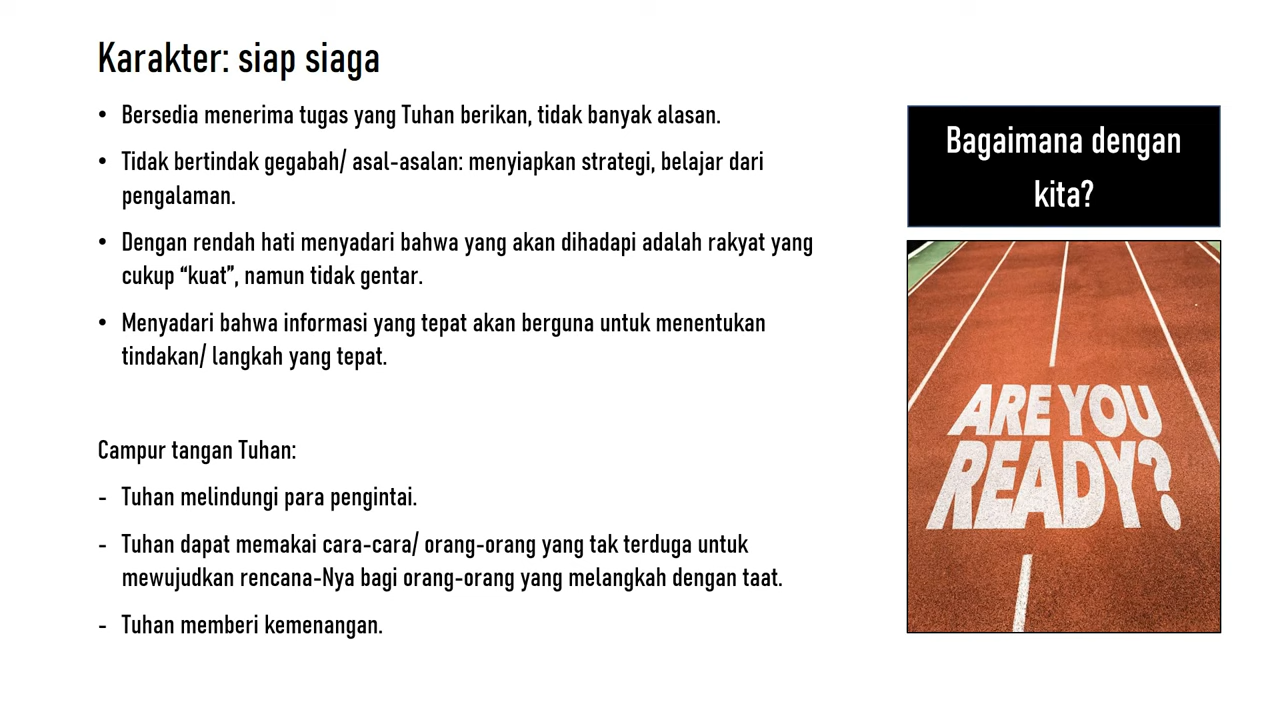 Karakter: siap siaga
• Bersedia menerima tugas yang Tuhan berikan, tidak banyak alasan.
• Tidak bertindak gegabah/ asal-asalan: menyiapkan strategi, belajar dari
pengalaman.
• Dengan rendah hati menyadari bahwa yang akan dihadapi adalah rakyat yang
cukup “kuat”, namun tidak gentar.
• Menyadari bahwa informasi yang tepat akan berguna untuk menentukan
tindakan/ langkah yang tepat.
Campur tangan Tuhan:
- Tuhan melindungi para pengintai.
- Tuhan dapat memakai cara-cara/ orang-orang yang tak terduga untuk
mewujudkan rencana-Nya bagi orang-orang yang melangkah dengan taat.
- Tuhan memberi kemenangan.
Bagaimana dengan
kita?
ARE YOU
READY?